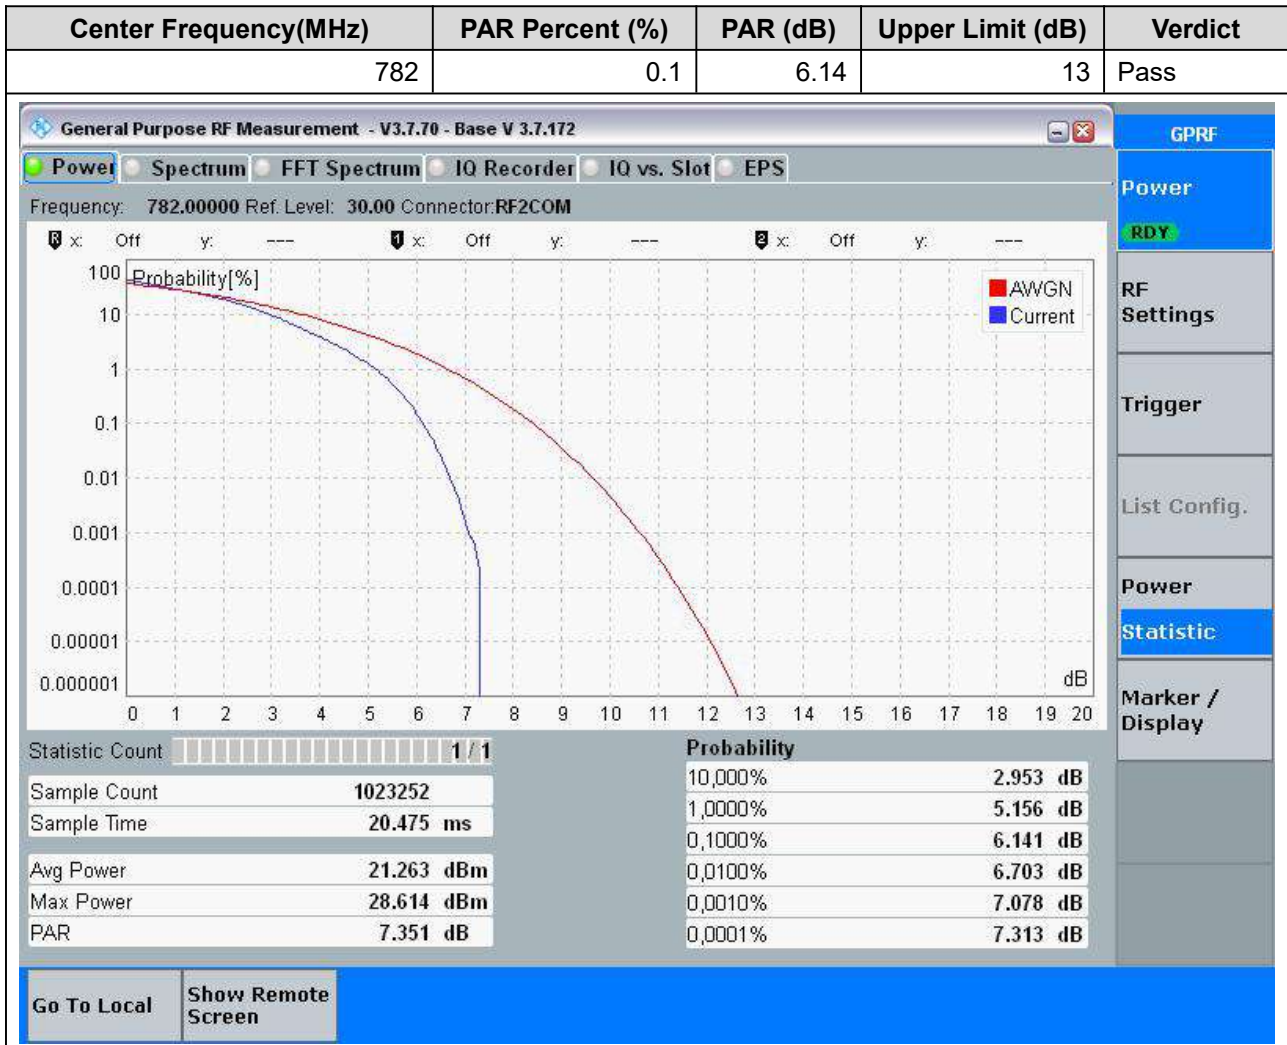 Center Frequency(MHz) PAR Percent (%) PAR (dB) Upper Limit (dB) Verdict
782 0.1 6.14 13 Pass
General Purpose RF Measurement - V3.7.70 - Base V 3.7.172
GPRF
Power Spectrum FFT Spectrum IQ Recorder IQ vs. Slot EPS
Frequency: 782.00000 Ref. Level: 30.00 Connector:RF2COM
R x: Off y: --- 1 x: Off y: --- 2 x: Off y: ---
Probability[%]
AWGN
Current
100
10
1
0.1
0.01
0.001
0.0001
0.00001
0.000001
dB
0 1 2 3 4 5 6 7 8 9 10 11 12 13 14 15 16 17 18 19 20
Statistic Count 1 / 1
Sample Count 1023252
Sample Time 20.475 ms
Avg Power 21.263 dBm
Max Power 28.614 dBm
PAR 7.351 dB
Probability
10,000% 2.953 dB
1,0000% 5.156 dB
0,1000% 6.141 dB
0,0100% 6.703 dB
0,0010% 7.078 dB
0,0001% 7.313 dB
Power
RDY
RF
Settings
Trigger
List Config.
Power
Statistic
Marker /
Display
Go To Local
Show Remote
Screen